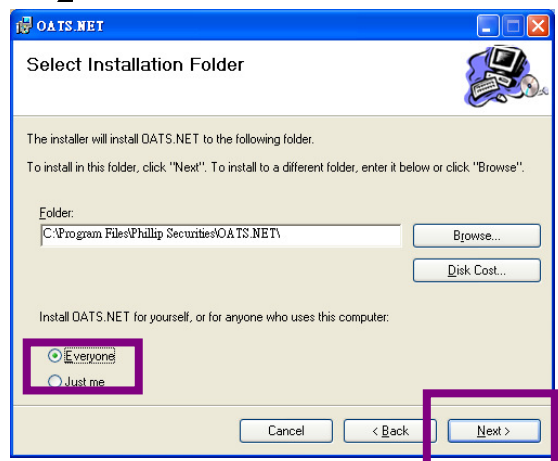 OATS.NET
Select Installation Folder
The installer will install OATS.NET to the following folder.
To install in this folder, click "Next". To install to a different folder, enter it below or click "Browse".
Folder:
C:\Program Files\Phillip Securities\OATS.NET\
Browse...
Disk Cost...
Install OATS.NET for yourself, or for anyone who uses this computer:
Everyone
Just me
Cancel
< Back
Next >